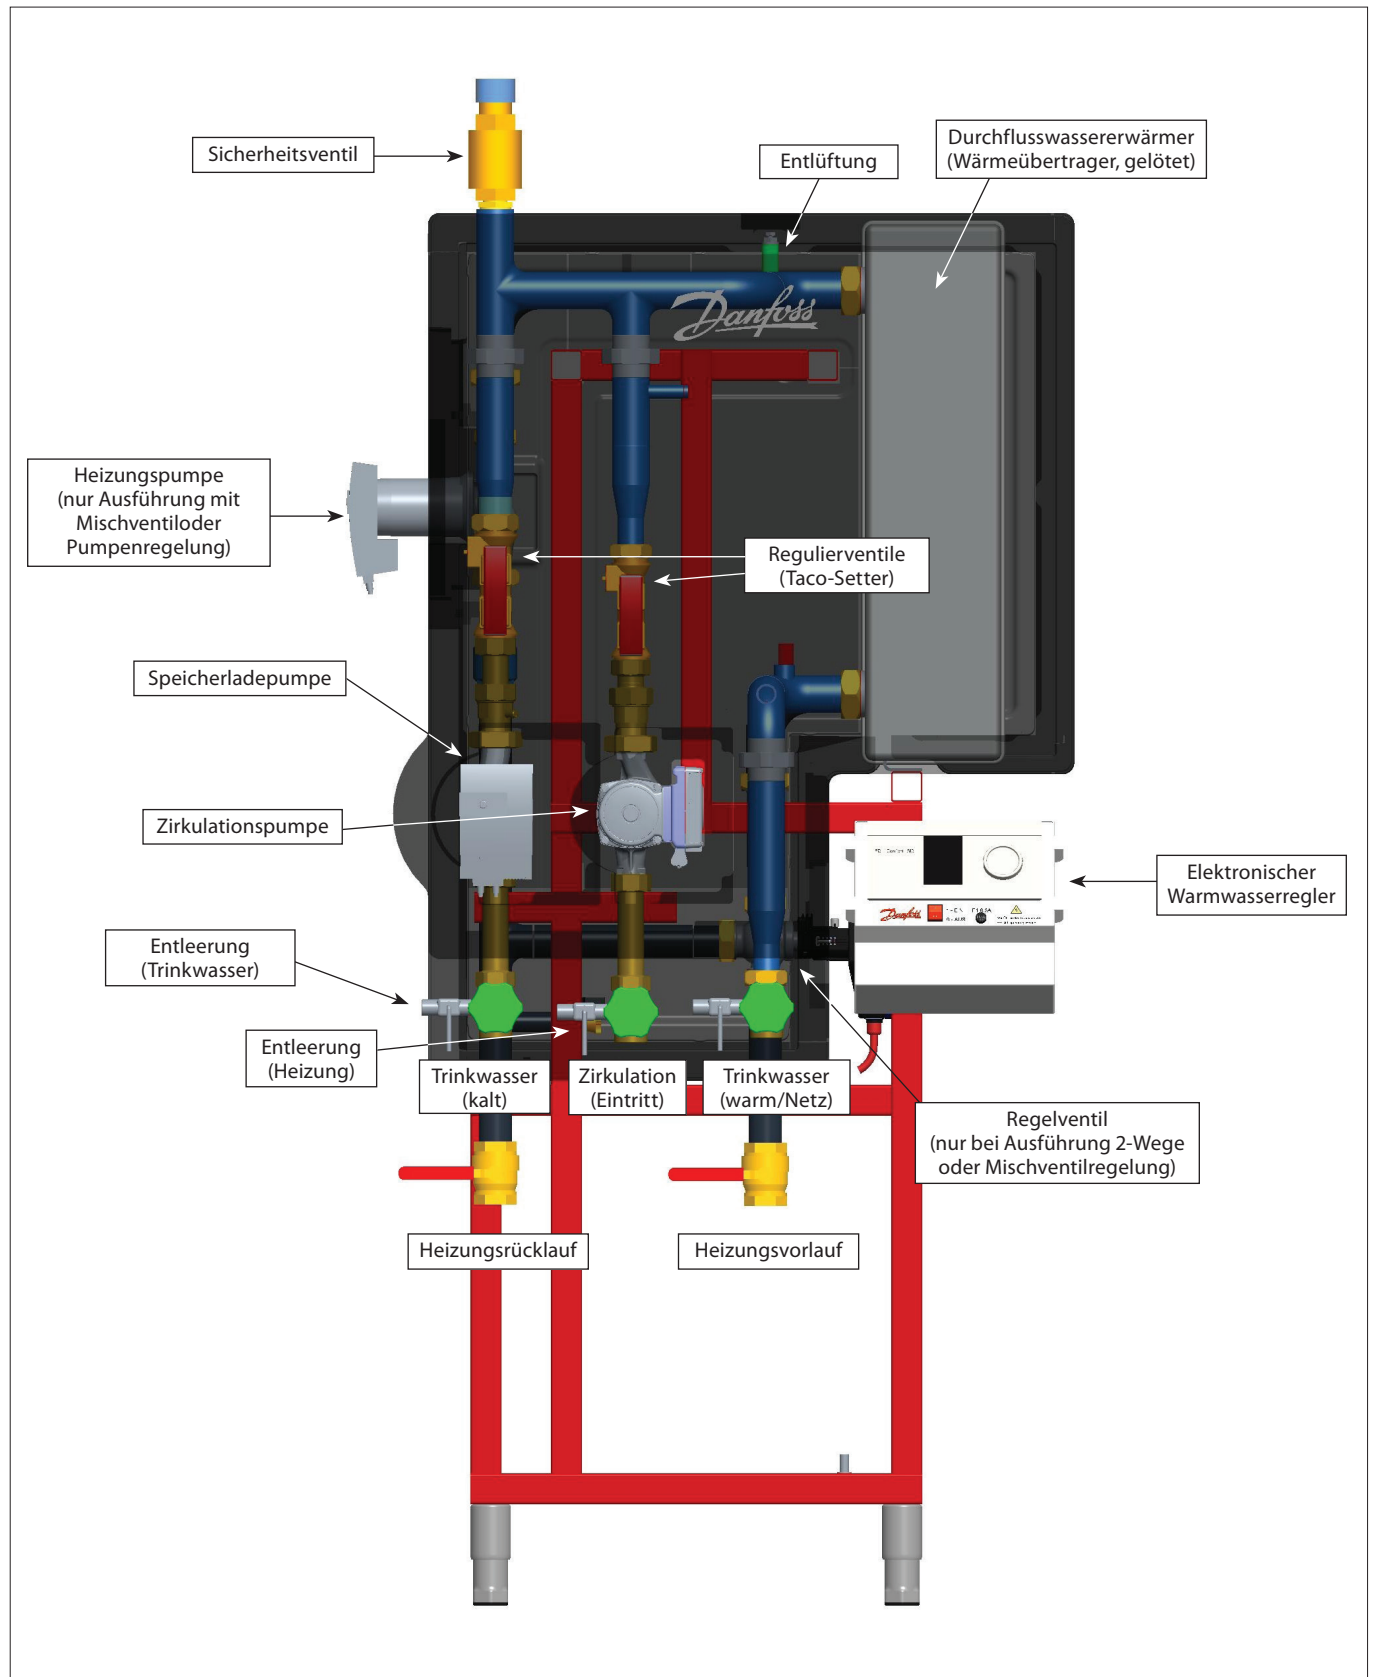 Sicherheitsventil
Entlüftung
Durchflusswassererwärmer
(Wärmeübertrager, gelötet)
Danfoss
Heizungspumpe
(nur Ausführung mit
Mischventiloder
Pumpenregelung)
Regulierventile
(Taco-Setter)
Speicherladepumpe
Zirkulationspumpe
Elektronischer
Warmwasserregler
Danfoss
Entleerung
(Trinkwasser)
Entleerung
(Heizung)
Trinkwasser
(kalt)
Zirkulation
(Eintritt)
Trinkwasser
(warm/Netz)
Regelventil
(nur bei Ausführung 2-Wege
oder Mischventilregelung)
Heizungsrücklauf
Heizungsvorlauf